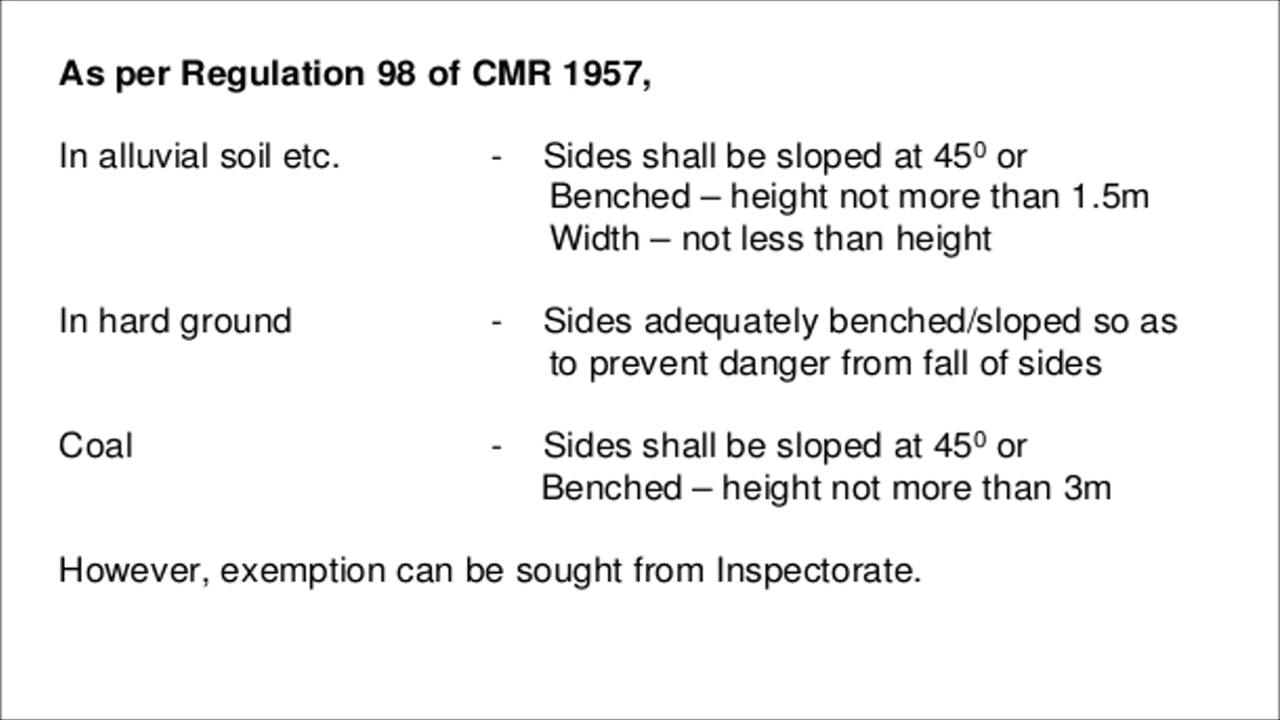 As per Regulation 98 of CMR 1957,
In alluvial soil etc. - Sides shall be sloped at 45⁰ or
Benched – height not more than 1.5m
Width – not less than height
In hard ground - Sides adequately benched/sloped so as
to prevent danger from fall of sides
Coal - Sides shall be sloped at 45⁰ or
Benched – height not more than 3m
However, exemption can be sought from Inspectorate.